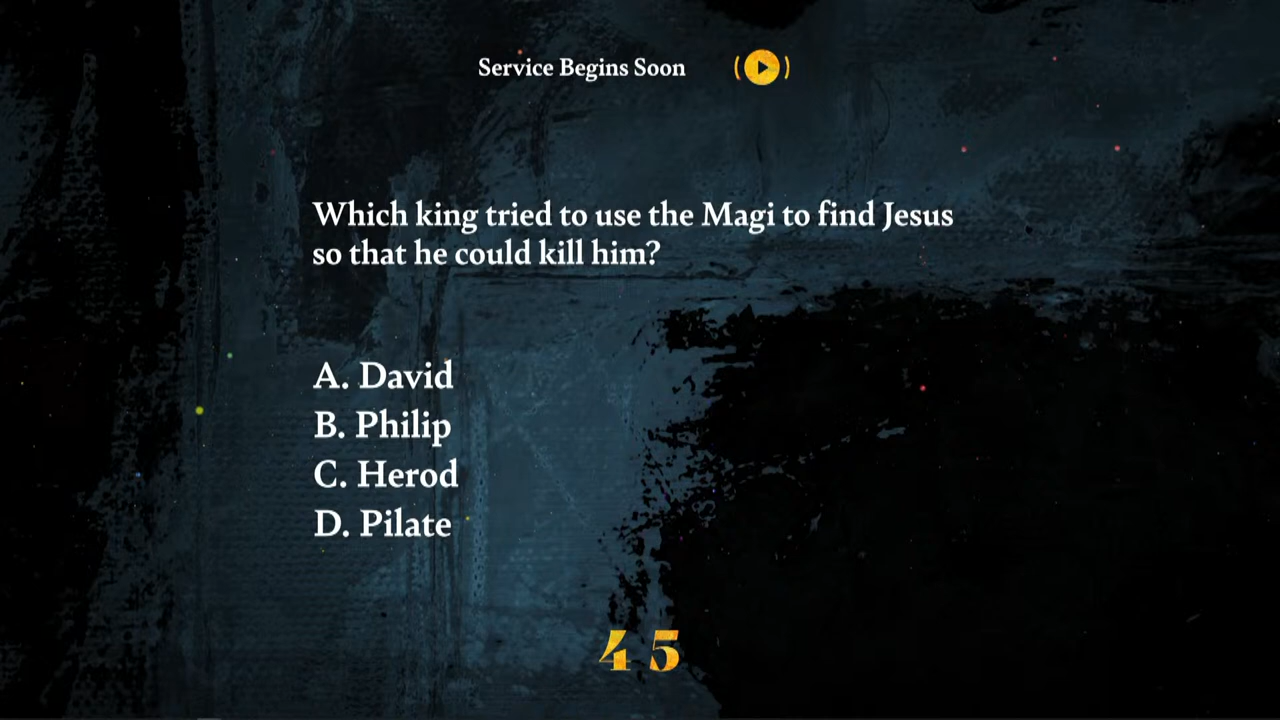 Service Begins Soon
Which king tried to use the Magi to find Jesus
so that he could kill him?
A. David
B. Philip
C. Herod
D. Pilate
45